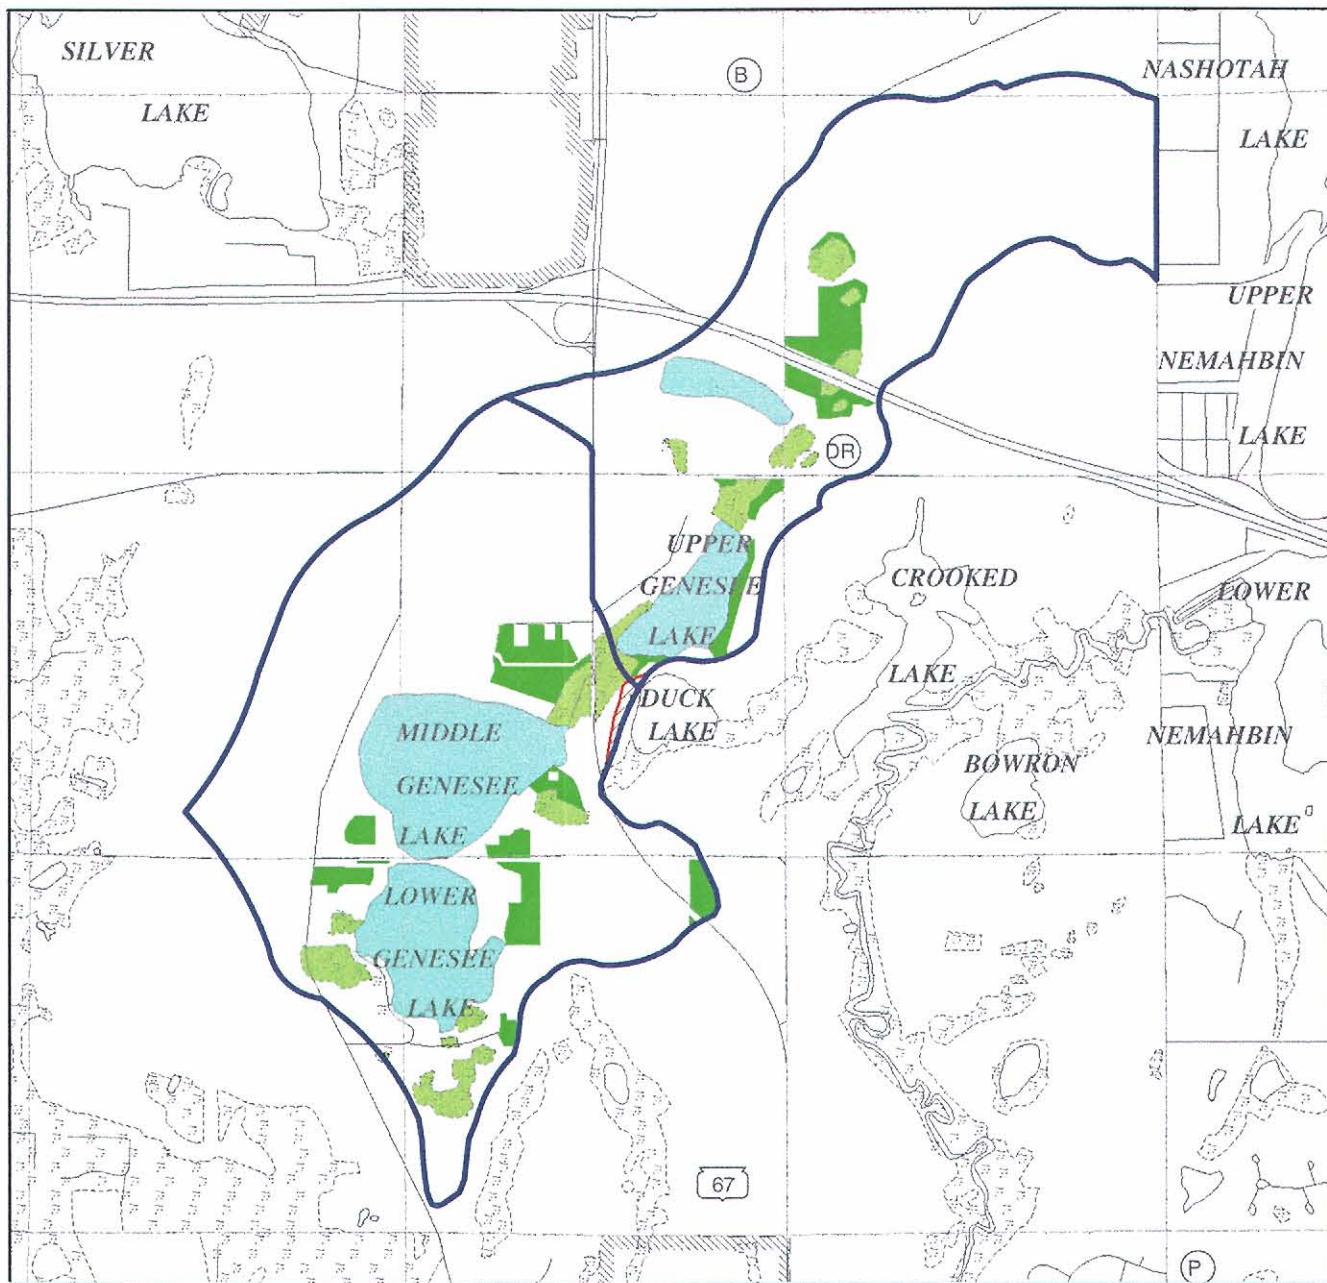 SILVER
LAKE
B
NASHOTAH
LAKE
UPPER
NEMAHBIN
LAKE
DR
UPPER
GENESEE
LAKE
CROOKED
LAKE
LOWER
NEMAHBIN
LAKE
DUCK
LAKE
BOWRON
LAKE
MIDDLE
GENESEE
LAKE
LOWER
GENESEE
LAKE
67
P